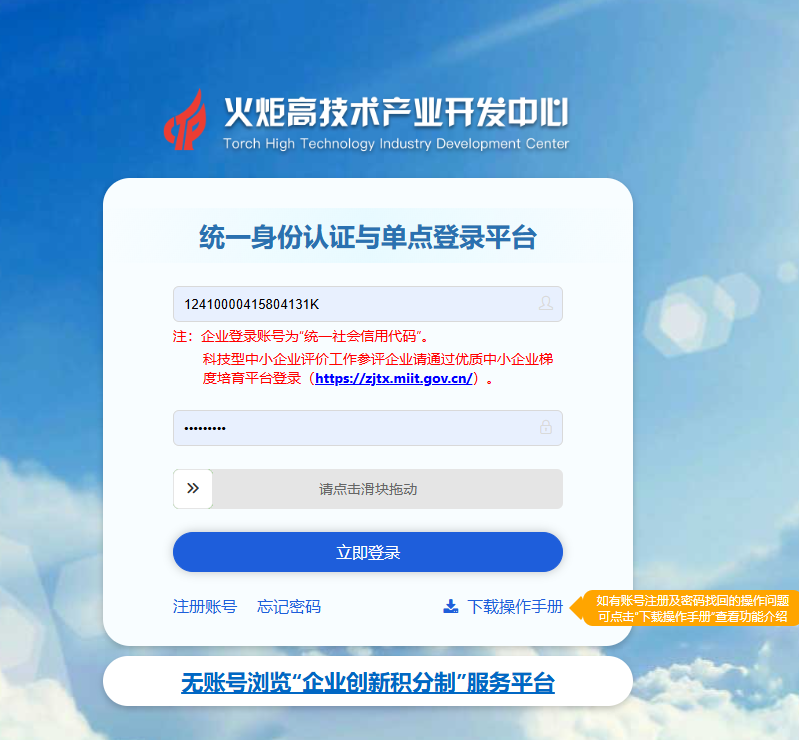 火炬高技术产业开发中心
Torch High Technology Industry Development Center
统一身份认证与单点登录平台
12410000415804131K
注：企业登录账号为“统一社会信用代码”。
科技型中小企业评价工作参评企业请通过优质中小企业梯
度培育平台登录（https://zjtx.miit.gov.cn/）。
•••••••••
请点击滑块拖动
立即登录
注册账号 忘记密码 下载操作手册
如有账号注册及密码找回的操作问题
可点击"下载操作手册"查看功能介绍
无账号浏览“企业创新积分制”服务平台